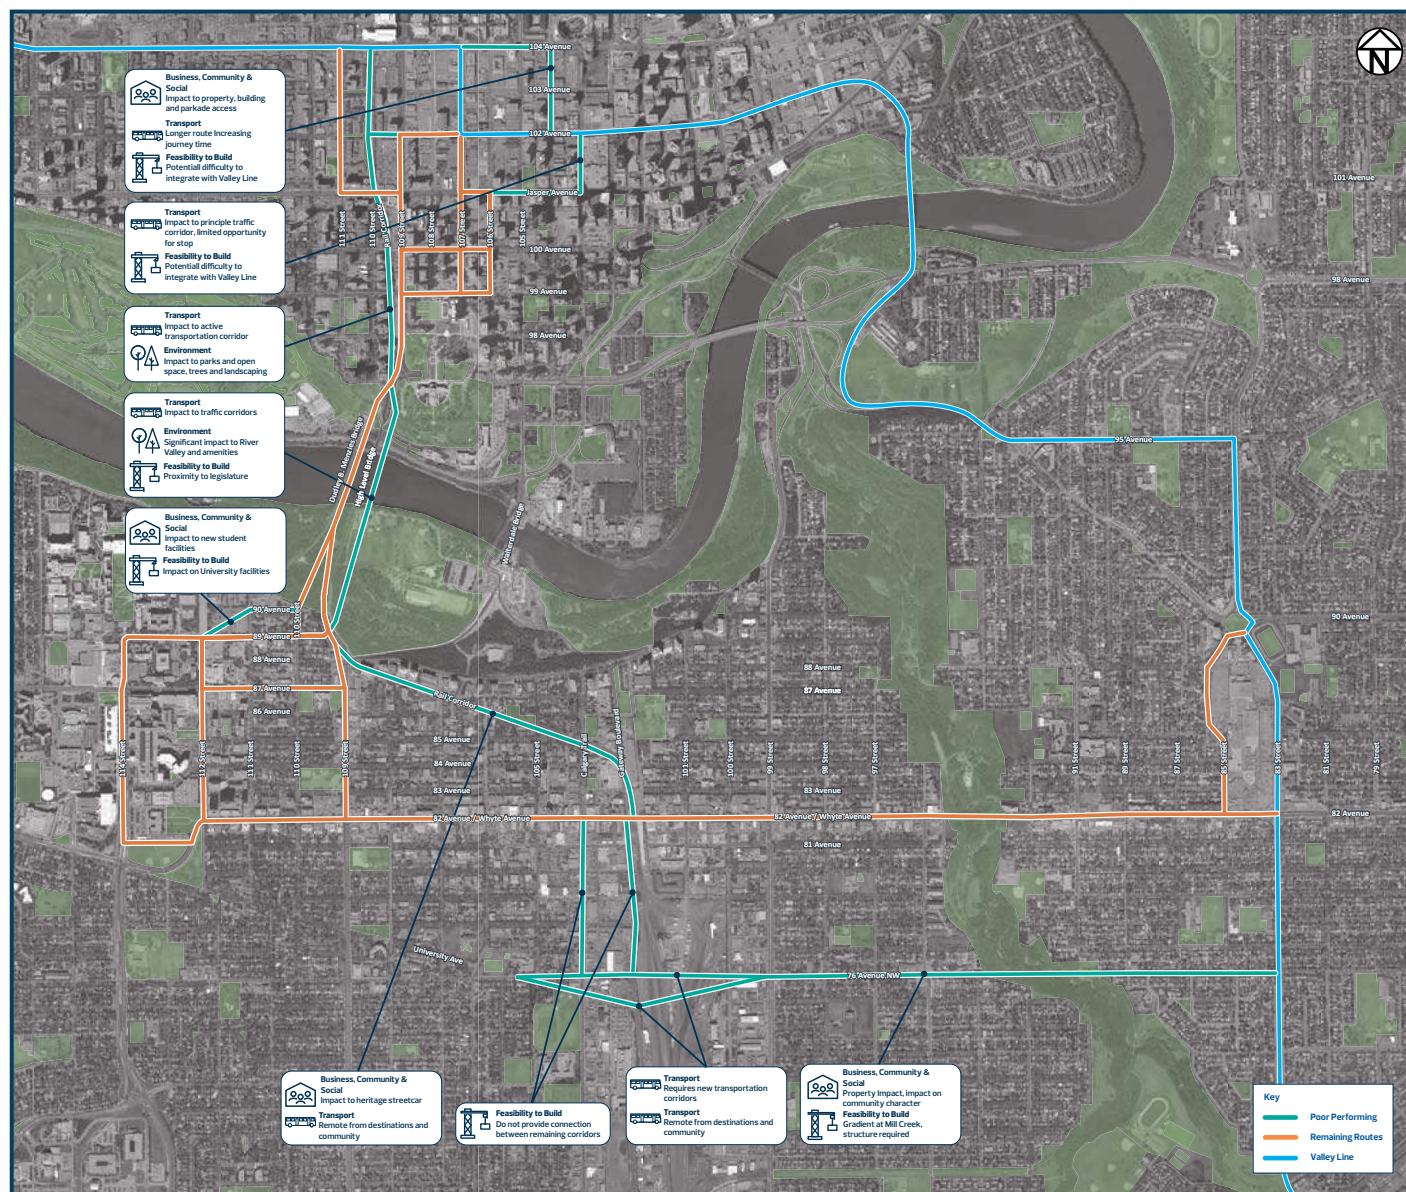 104 Avenue
103 Avenue
102 Avenue
Jasper Avenue
101 Avenue
111 Street
110 Street
Rail Corridor
109 Street
108 Street
107 Street
106 Street
105 Street
100 Avenue
99 Avenue
98 Avenue
98 Avenue
N
Business, Community &
Social
Impact to property, building
and parkade access
Transport
Longer route Increasing
journey time
Feasibility to Build
Potentiall difficulty to
integrate with Valley Line
Transport
Impact to principle traffic
corridor, limited opportunity
for stop
Feasibility to Build
Potentiall difficulty to
integrate with Valley Line
Transport
Impact to active
transportation corridor
Environment
Impact to parks and open
space, trees and landscaping
Transport
Impact to traffic corridors
Environment
Significant impact to River
Valley and amenities
Feasibility to Build
Proximity to legislature
Business, Community &
Social
Impact to new student
facilities
Feasibility to Build
Impact on University facilities
Dudley B. Menzies Bridge
High Level Bridge
Walterdale Bridge
95 Avenue
90 Avenue
110 Street
89 Avenue
88 Avenue
87 Avenue
86 Avenue
90 Avenue
88 Avenue
87 Avenue
Rail Corridor
85 Avenue
84 Avenue
83 Avenue
83 Avenue
114 Street
112 Street
111 Street
110 Street
109 Street
105 Street
Calgary Trail
Gateway Boulevard
101 Street
100 Street
99 Street
98 Street
97 Street
91 Street
89 Street
87 Street
85 Street
83 Street
81 Street
79 Street
82 Avenue / Whyte Avenue
82 Avenue / Whyte Avenue
82 Avenue
81 Avenue
University Ave
76 Avenue NW
Business, Community &
Social
Impact to heritage streetcar
Transport
Remote from destinations and
community
Feasibility to Build
Do not provide connection
between remaining corridors
Transport
Requires new transportation
corridors
Transport
Remote from destinations and
community
Business, Community &
Social
Property Impact, impact on
community character
Feasibility to Build
Gradient at Mill Creek,
structure required
Key
Poor Performing
Remaining Routes
Valley Line